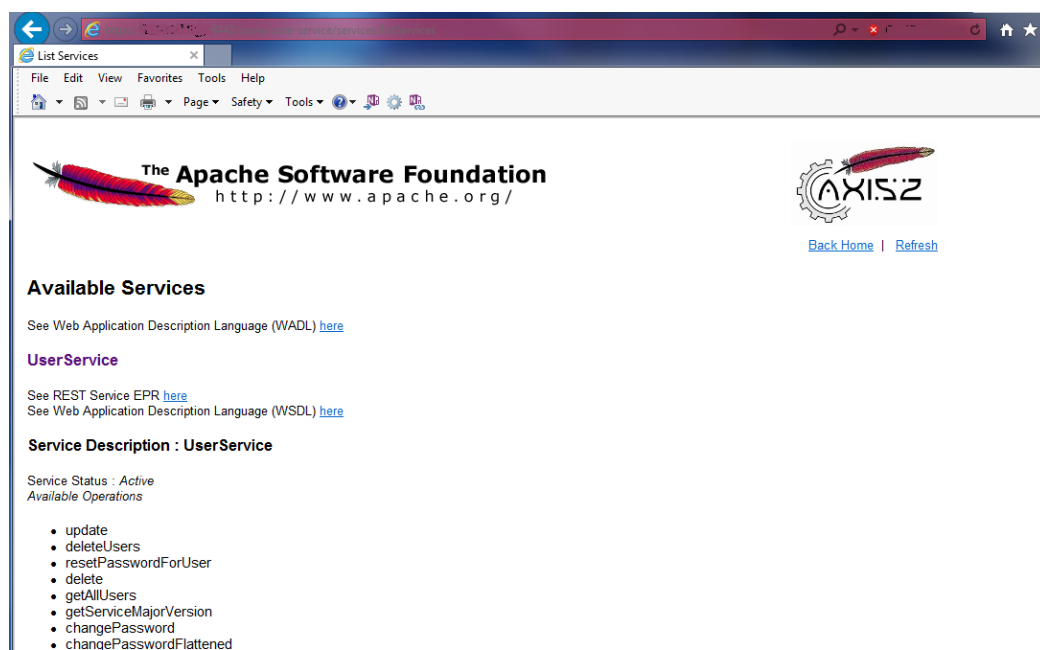 List Services
File Edit View Favorites Tools Help
Page Safety Tools
The Apache Software Foundation
http://www.apache.org/
AXIS2
Back Home | Refresh
Available Services
See Web Application Description Language (WADL) here
UserService
See REST Service EPR here
See Web Application Description Language (WSDL) here
Service Description : UserService
Service Status : Active
Available Operations
update
deleteUsers
resetPasswordForUser
delete
getAllUsers
getServiceMajorVersion
changePassword
changePasswordFlattened